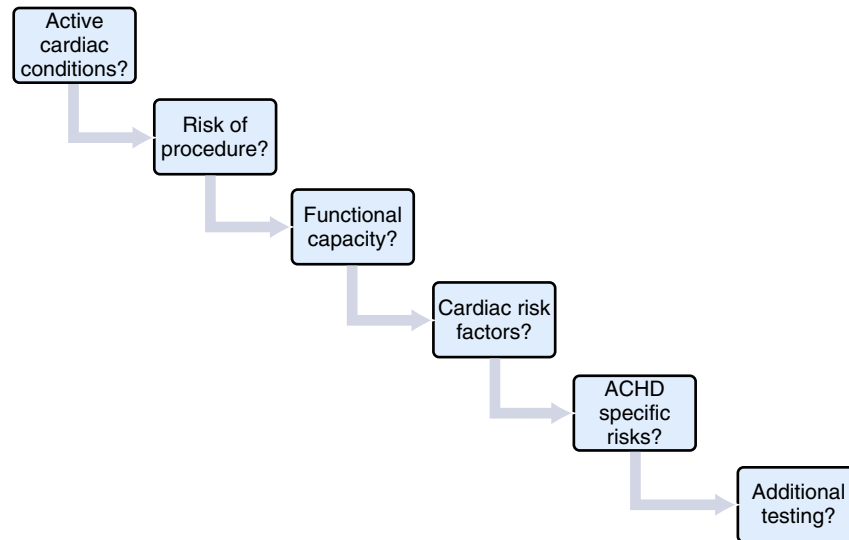 Active
cardiac
conditions?
Risk of
procedure?
Functional
capacity?
Cardiac risk
factors?
ACHD
specific
risks?
Additional
testing?